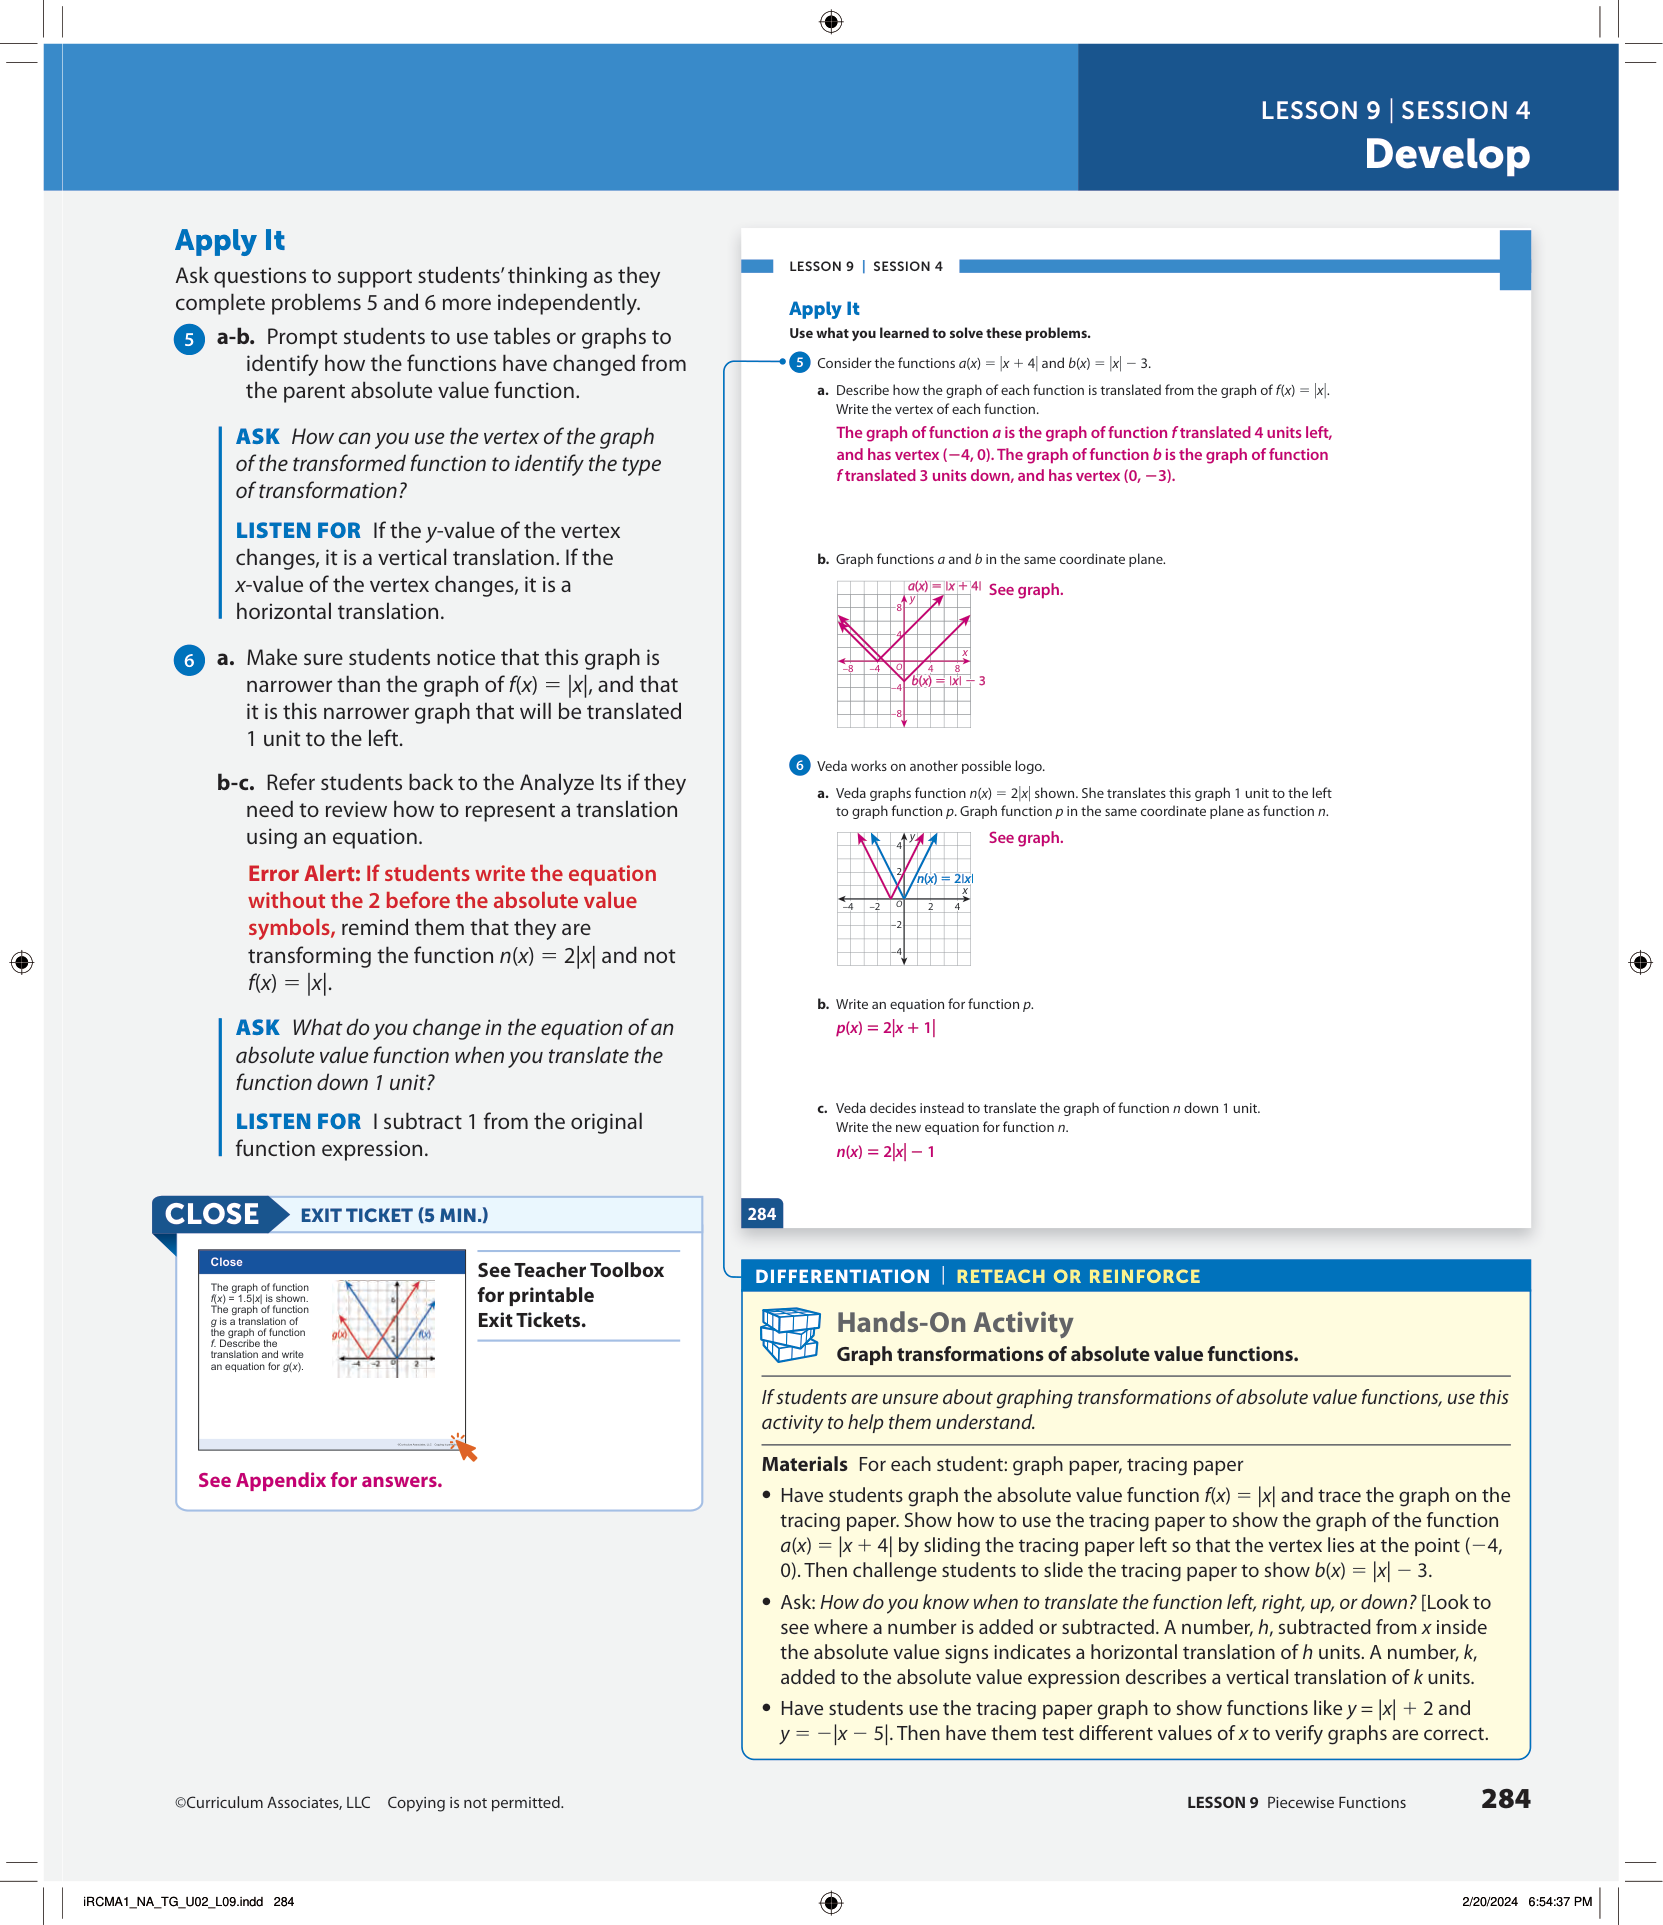 LESSON 9 | SESSION 4
Develop
Apply It
Ask questions to support students’ thinking as they
complete problems 5 and 6 more independently.
5 a-b. Prompt students to use tables or graphs to
identify how the functions have changed from
the parent absolute value function.
ASK How can you use the vertex of the graph
of the transformed function to identify the type
of transformation?
LISTEN FOR If the y-value of the vertex
changes, it is a vertical translation. If the
x-value of the vertex changes, it is a
horizontal translation.
6 a. Make sure students notice that this graph is
narrower than the graph of f(x) = |x|, and that
it is this narrower graph that will be translated
1 unit to the left.
b-c. Refer students back to the Analyze Its if they
need to review how to represent a translation
using an equation.
Error Alert: If students write the equation
without the 2 before the absolute value
symbols, remind them that they are
transforming the function n(x) = 2|x| and not
f(x) = |x|.
ASK What do you change in the equation of an
absolute value function when you translate the
function down 1 unit?
LISTEN FOR I subtract 1 from the original
function expression.
CLOSE EXIT TICKET (5 MIN.)
Close
The graph of function
f(x) = 1.5|x| is shown.
The graph of function
g is a translation of
the graph of function
f. Describe the
translation and write
an equation for g(x).
g(x) f(x)
2
−4 −2 0 2
See Teacher Toolbox
for printable
Exit Tickets.
See Appendix for answers.
LESSON 9 | SESSION 4
Apply It
Use what you learned to solve these problems.
5 Consider the functions a(x) = |x + 4| and b(x) = |x| − 3.
a. Describe how the graph of each function is translated from the graph of f(x) = |x|.
Write the vertex of each function.
The graph of function a is the graph of function f translated 4 units left,
and has vertex (−4, 0). The graph of function b is the graph of function
f translated 3 units down, and has vertex (0, −3).
b. Graph functions a and b in the same coordinate plane.
a(x) = |x + 4| See graph.
y
8
4
x
−8 −4 O 4 8
b(x) = |x| − 3
−4
−8
6 Veda works on another possible logo.
a. Veda graphs function n(x) = 2|x| shown. She translates this graph 1 unit to the left
to graph function p. Graph function p in the same coordinate plane as function n.
See graph.
y
4
2
n(x) = 2|x|
x
−4 −2 O 2 4
−2
−4
b. Write an equation for function p.
p(x) = 2|x + 1|
c. Veda decides instead to translate the graph of function n down 1 unit.
Write the new equation for function n.
n(x) = 2|x| − 1
284
DIFFERENTIATION | RETEACH OR REINFORCE
Hands-On Activity
Graph transformations of absolute value functions.
If students are unsure about graphing transformations of absolute value functions, use this
activity to help them understand.
Materials For each student: graph paper, tracing paper
• Have students graph the absolute value function f(x) = |x| and trace the graph on the
tracing paper. Show how to use the tracing paper to show the graph of the function
a(x) = |x + 4| by sliding the tracing paper left so that the vertex lies at the point (−4,
0). Then challenge students to slide the tracing paper to show b(x) = |x| − 3.
• Ask: How do you know when to translate the function left, right, up, or down? [Look to
see where a number is added or subtracted. A number, h, subtracted from x inside
the absolute value signs indicates a horizontal translation of h units. A number, k,
added to the absolute value expression describes a vertical translation of k units.
• Have students use the tracing paper graph to show functions like y = |x| + 2 and
y = −|x − 5|. Then have them test different values of x to verify graphs are correct.
©Curriculum Associates, LLC Copying is not permitted.
LESSON 9 Piecewise Functions 284
iRCMA1_NA_TG_U02_L09.indd 284
2/20/2024 6:54:37 PM